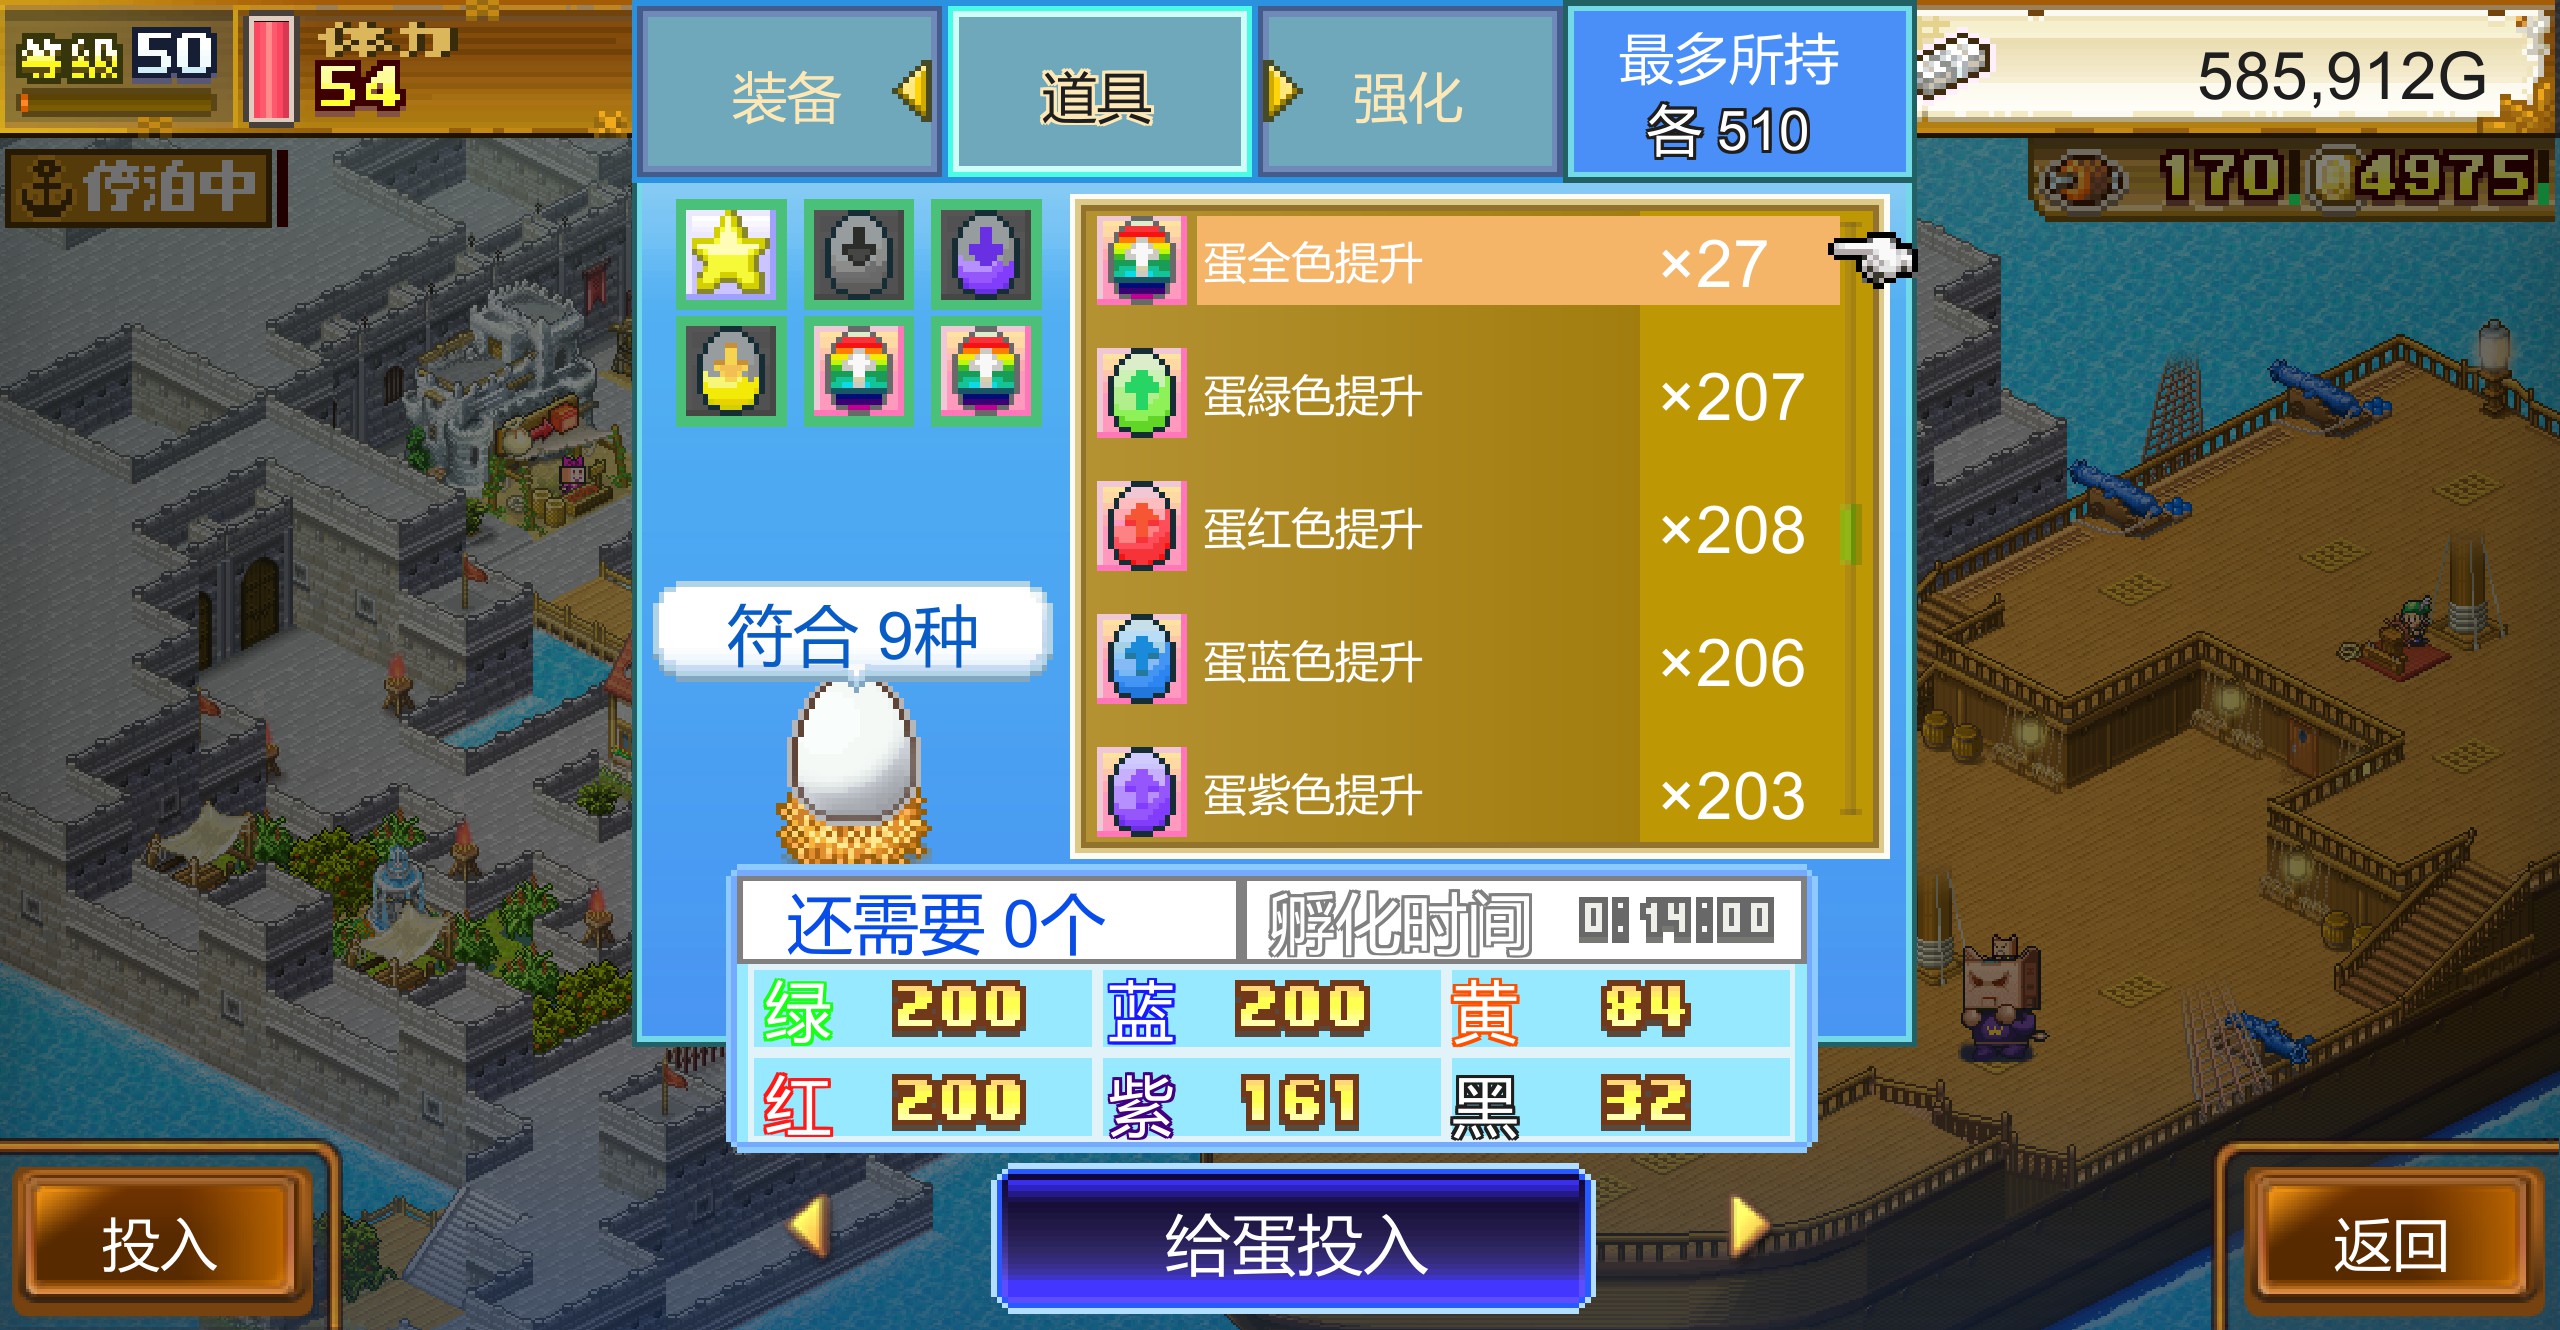 等级 50
体力
54
装备
道具
强化
最多所持
各 510
585,912G
停泊中
170
4975
蛋全色提升 ×27
蛋緑色提升 ×207
蛋红色提升 ×208
蛋蓝色提升 ×206
蛋紫色提升 ×203
符合 9种
还需要 0个
孵化时间 0:14:00
绿 200 蓝 200 黄 84
红 200 紫 161 黑 32
投入
给蛋投入
返回